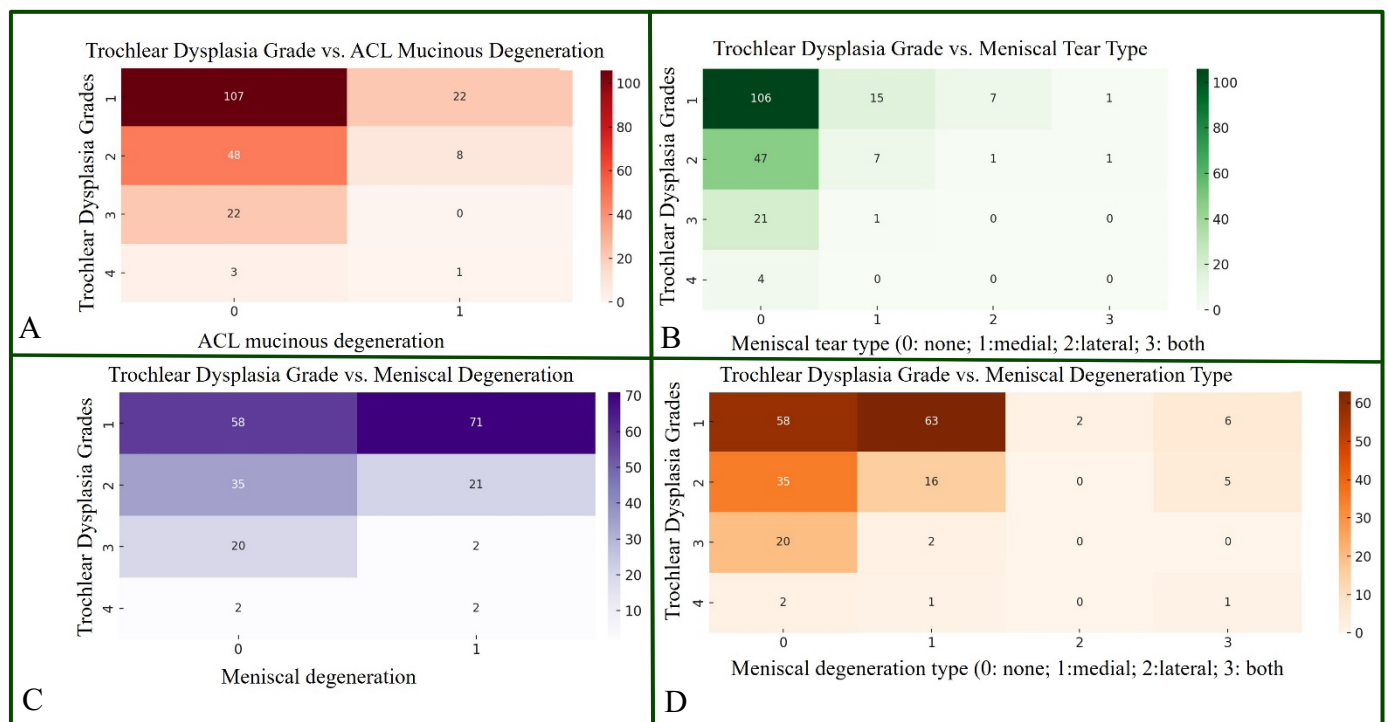 Trochlear Dysplasia Grade vs. ACL Mucinous Degeneration
Trochlear Dysplasia Grades
1
2
3
4
107 22
48 8
22 0
3 1
0 1
ACL mucinous degeneration
100
80
60
40
20
0
A
Trochlear Dysplasia Grade vs. Meniscal Tear Type
Trochlear Dysplasia Grades
1
2
3
4
106 15 7 1
47 7 1 1
21 1 0 0
4 0 0 0
0 1 2 3
Meniscal tear type (0: none; 1:medial; 2:lateral; 3: both
100
80
60
40
20
0
B
Trochlear Dysplasia Grade vs. Meniscal Degeneration
Trochlear Dysplasia Grades
1
2
3
4
58 71
35 21
20 2
2 2
0 1
Meniscal degeneration
70
60
50
40
30
20
10
C
Trochlear Dysplasia Grade vs. Meniscal Degeneration Type
Trochlear Dysplasia Grades
1
2
3
4
58 63 2 6
35 16 0 5
20 2 0 0
2 1 0 1
0 1 2 3
Meniscal degeneration type (0: none; 1:medial; 2:lateral; 3: both
60
50
40
30
20
10
0
D